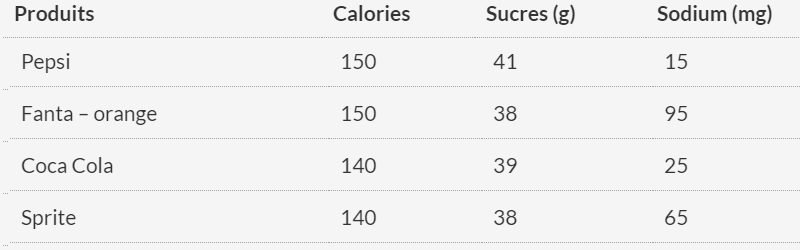 Produits Calories Sucres (g) Sodium (mg)
Pepsi 150 41 15
Fanta – orange 150 38 95
Coca Cola 140 39 25
Sprite 140 38 65